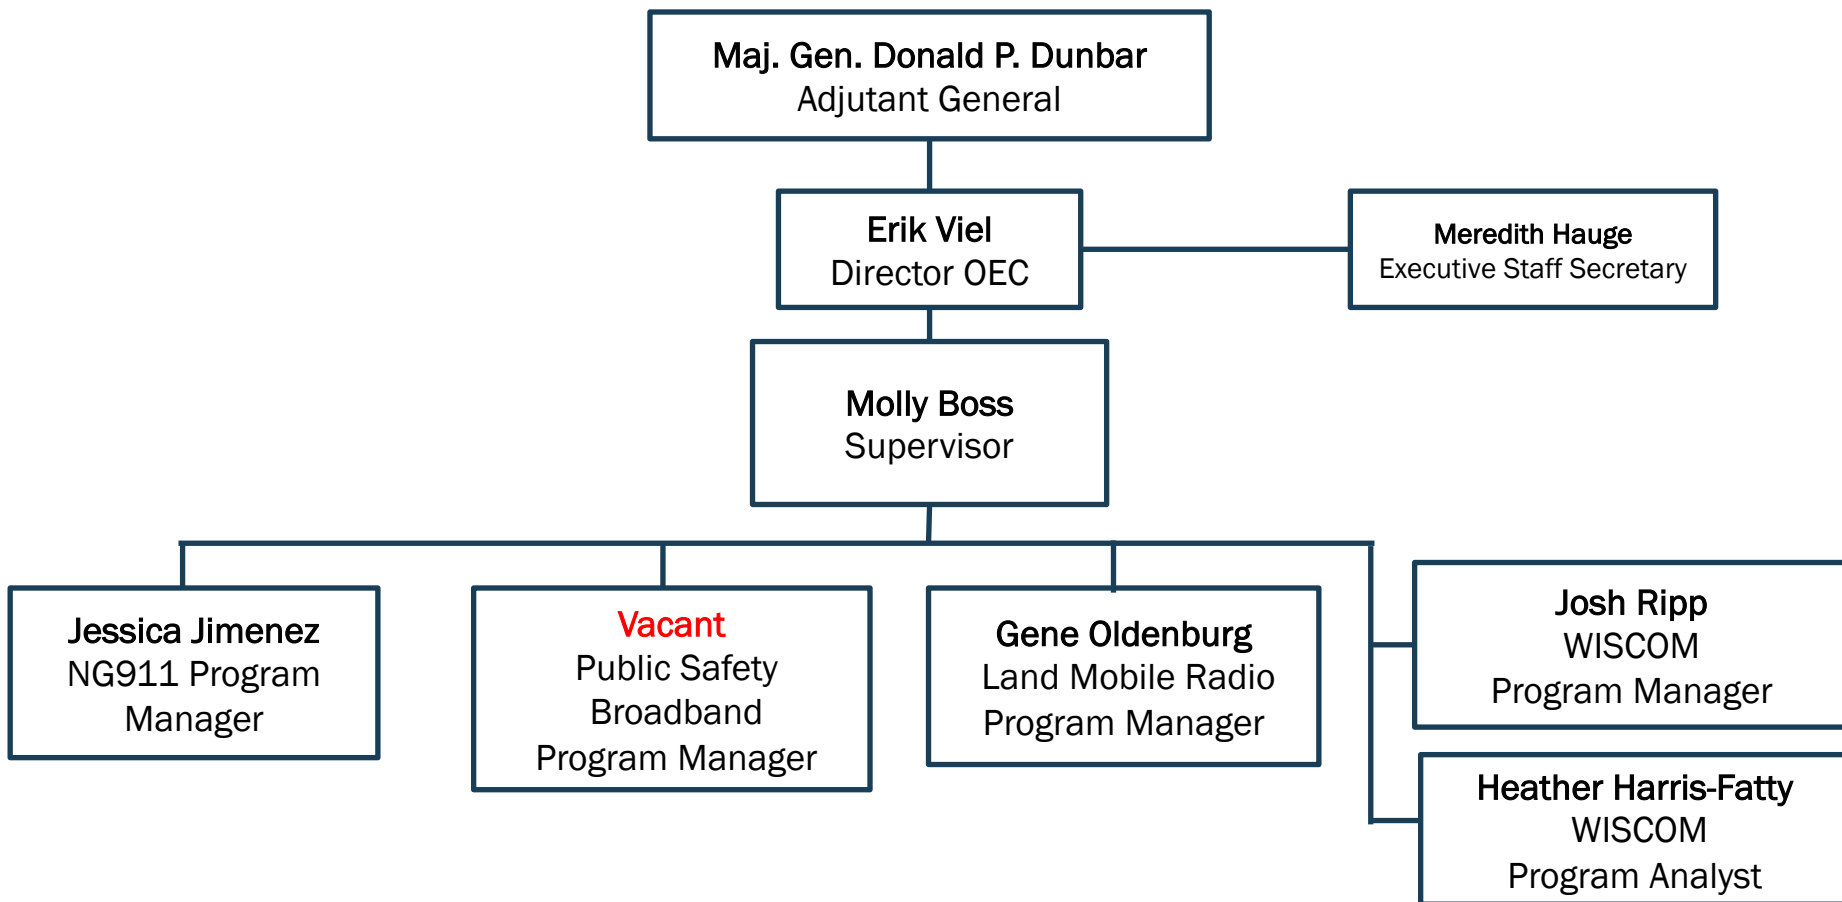 Maj. Gen. Donald P. Dunbar
Adjutant General
Erik Viel
Director OEC
Meredith Hauge
Executive Staff Secretary
Molly Boss
Supervisor
Jessica Jimenez
NG911 Program
Manager
Vacant
Public Safety
Broadband
Program Manager
Gene Oldenburg
Land Mobile Radio
Program Manager
Josh Ripp
WISCOM
Program Manager
Heather Harris-Fatty
WISCOM
Program Analyst